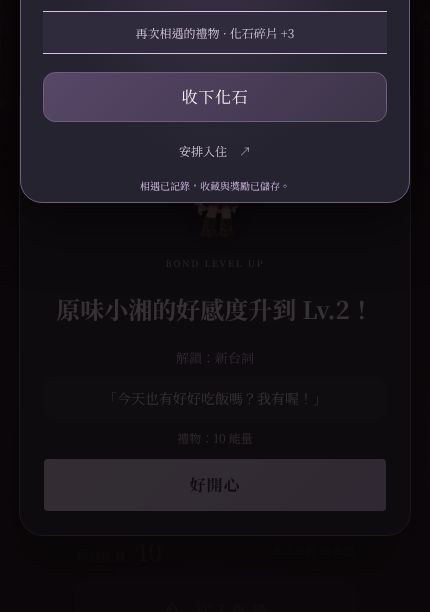 再次相遇的禮物 · 化石碎片 +3
收下化石
安排入住 ↗
相遇已記錄，收藏與獎勵已儲存。
BOND LEVEL UP
原味小湘的好感度升到 Lv.2！
解鎖：新台詞
「今天也有好好吃飯嗎？我有喔！」
禮物：10 能量
好開心
10